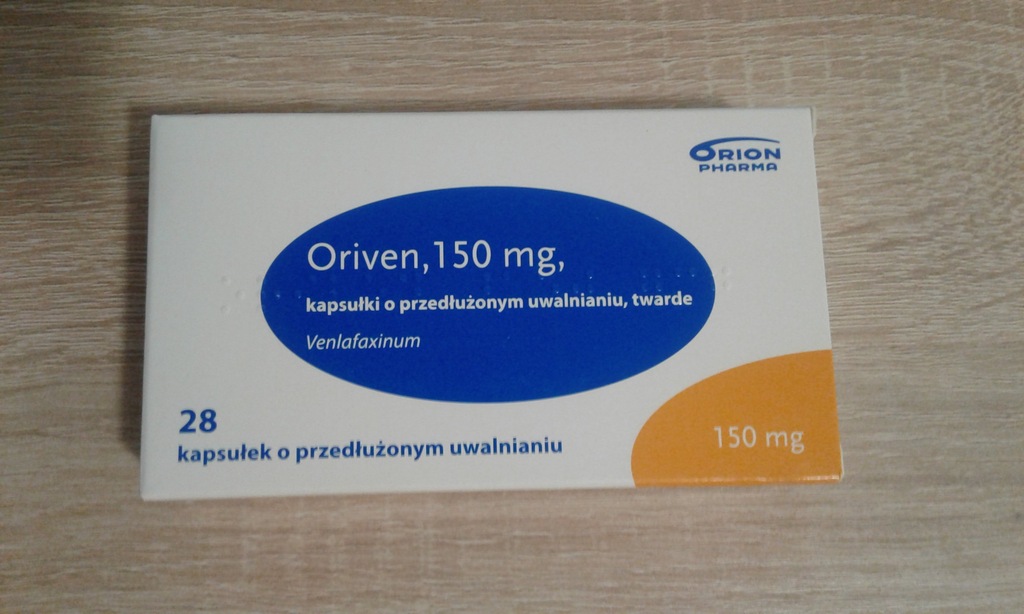 ORION
PHARMA
Oriven, 150 mg,
kapsułki o przedłużonym uwalnianiu, twarde
Venlafaxinum
28
kapsułek o przedłużonym uwalnianiu
150 mg